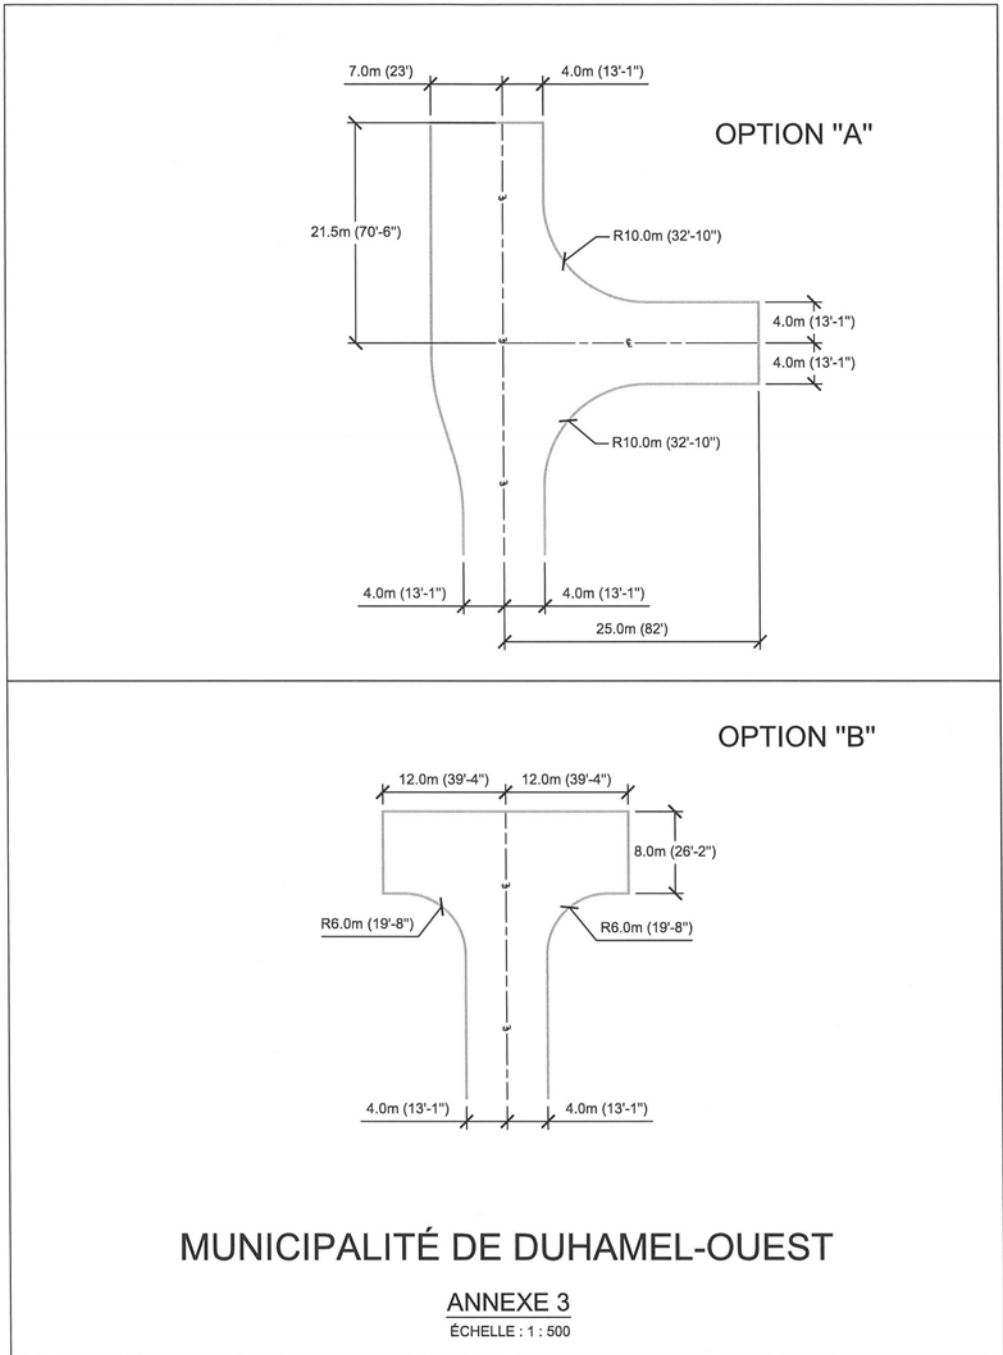 7.0m (23')
4.0m (13'-1")
OPTION "A"
21.5m (70'-6")
R10.0m (32'-10")
4.0m (13'-1")
4.0m (13'-1")
R10.0m (32'-10")
4.0m (13'-1")
4.0m (13'-1")
25.0m (82')
OPTION "B"
12.0m (39'-4")
12.0m (39'-4")
8.0m (26'-2")
R6.0m (19'-8")
R6.0m (19'-8")
4.0m (13'-1")
4.0m (13'-1")
MUNICIPALITÉ DE DUHAMEL-OUEST
ANNEXE 3
ÉCHELLE : 1 : 500